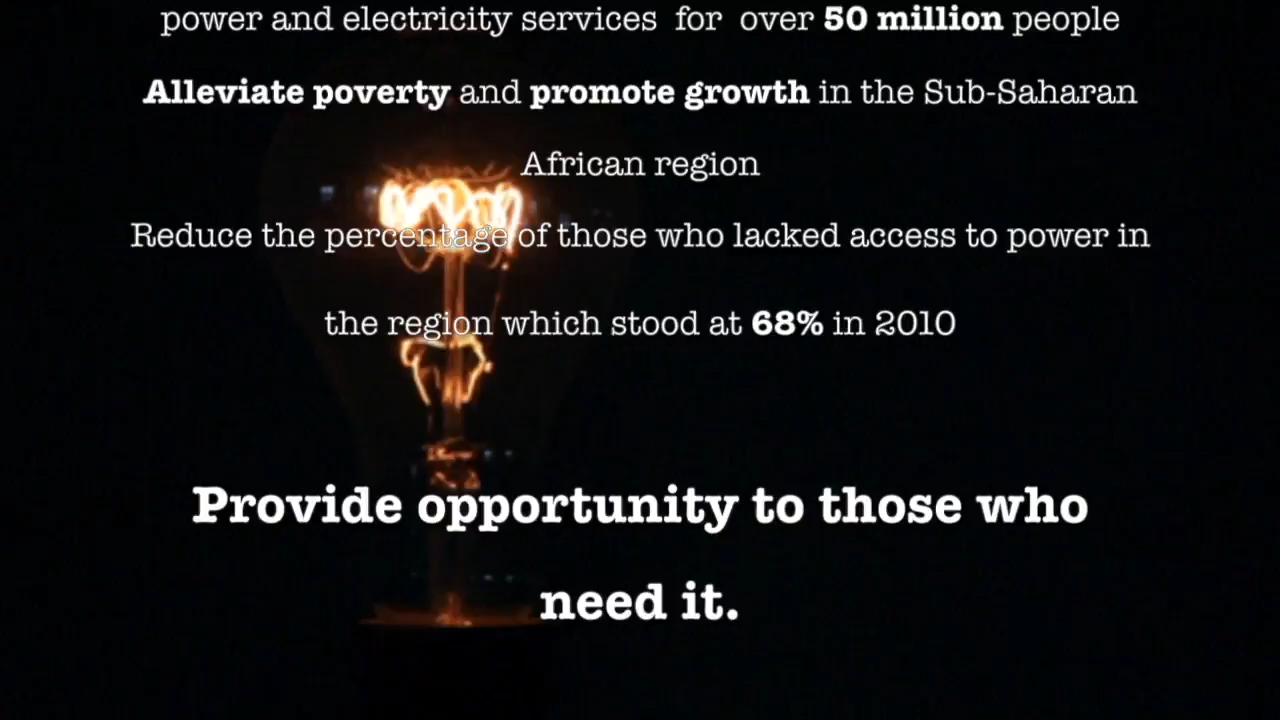 power and electricity services for over 50 million people
Alleviate poverty and promote growth in the Sub-Saharan
African region
Reduce the percentage of those who lacked access to power in
the region which stood at 68% in 2010
Provide opportunity to those who
need it.